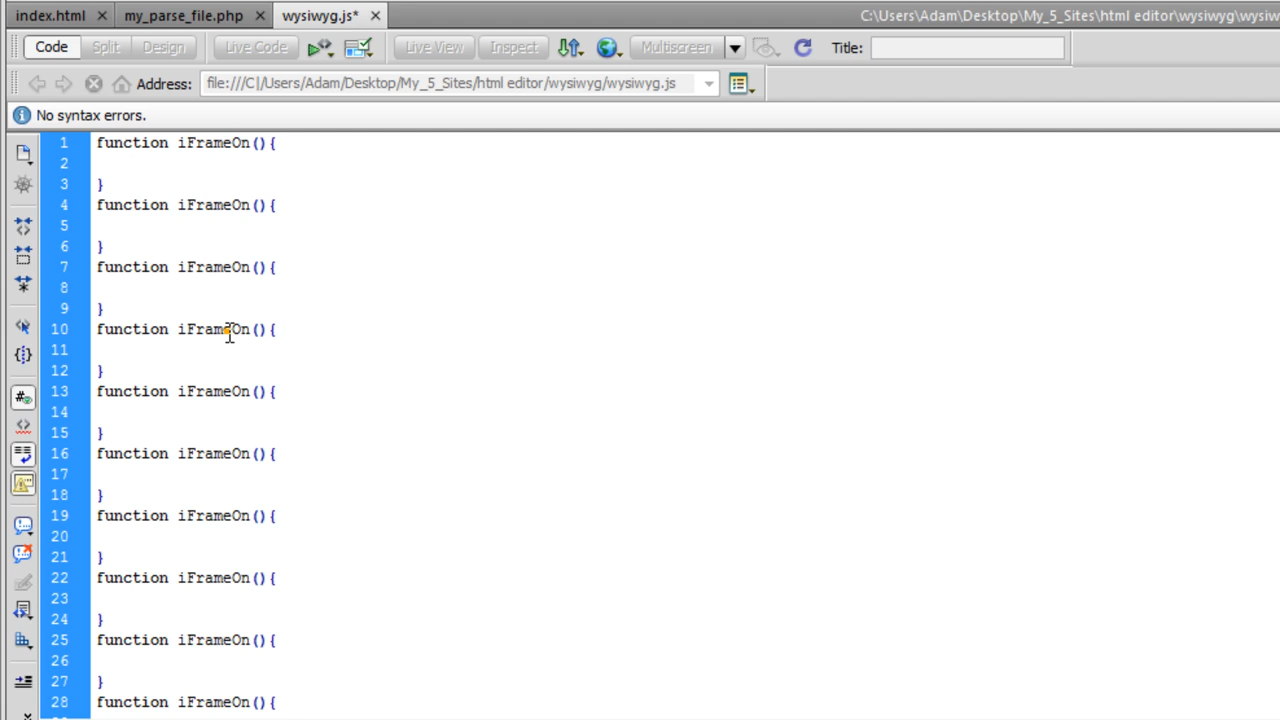 index.html × my_parse_file.php × wysiwyg.js* × C:\Users\Adam\Desktop\My_5_Sites\html editor\wysiwyg\wysiw
Code Split Design Live Code Live View Inspect Multiscreen Title:
Address: file:///C|/Users/Adam/Desktop/My_5_Sites/html editor/wysiwyg/wysiwyg.js
No syntax errors.
1 function iFrameOn(){
2
3 }
4 function iFrameOn(){
5
6 }
7 function iFrameOn(){
8
9 }
10 function iFrameOn(){
11
12 }
13 function iFrameOn(){
14
15 }
16 function iFrameOn(){
17
18 }
19 function iFrameOn(){
20
21 }
22 function iFrameOn(){
23
24 }
25 function iFrameOn(){
26
27 }
28 function iFrameOn(){